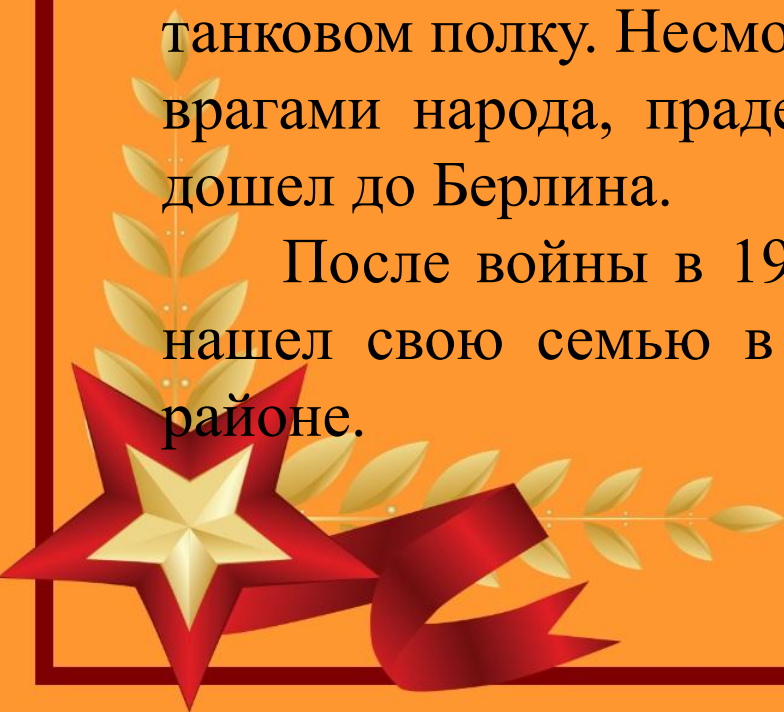 танковом полку. Несмо
врагами народа, праде
дошел до Берлина.
После войны в 19
нашел свою семью в
районе.